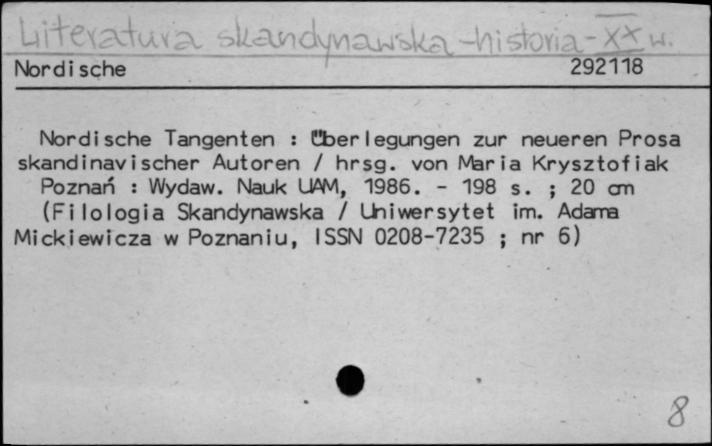 Literatura skandynawska - historia - XX w.
Nordische 292118
Nordische Tangenten : Überlegungen zur neueren Prosa
skandinavischer Autoren / hrsg. von Maria Krysztofiak
Poznań : Wydaw. Nauk UAM, 1986. - 198 s. ; 20 cm
(Filologia Skandynawska / Uniwersytet im. Adama
Mickiewicza w Poznaniu, ISSN 0208-7235 ; nr 6)
8